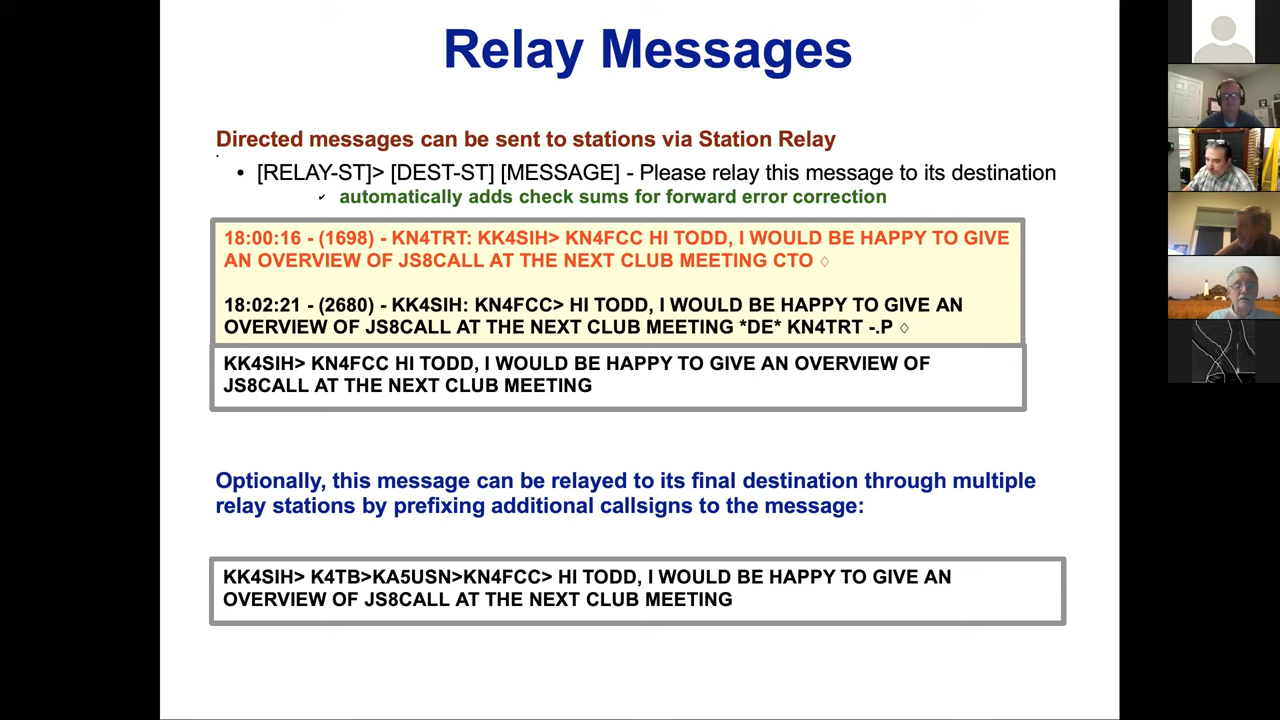 Relay Messages
Directed messages can be sent to stations via Station Relay
• [RELAY-ST]> [DEST-ST] [MESSAGE] - Please relay this message to its destination
✓ automatically adds check sums for forward error correction
18:00:16 - (1698) - KN4TRT: KK4SIH> KN4FCC HI TODD, I WOULD BE HAPPY TO GIVE
AN OVERVIEW OF JS8CALL AT THE NEXT CLUB MEETING CTO ♢
18:02:21 - (2680) - KK4SIH: KN4FCC> HI TODD, I WOULD BE HAPPY TO GIVE AN
OVERVIEW OF JS8CALL AT THE NEXT CLUB MEETING *DE* KN4TRT -.P ♢
KK4SIH> KN4FCC HI TODD, I WOULD BE HAPPY TO GIVE AN OVERVIEW OF
JS8CALL AT THE NEXT CLUB MEETING
Optionally, this message can be relayed to its final destination through multiple
relay stations by prefixing additional callsigns to the message:
KK4SIH> K4TB>KA5USN>KN4FCC> HI TODD, I WOULD BE HAPPY TO GIVE AN
OVERVIEW OF JS8CALL AT THE NEXT CLUB MEETING